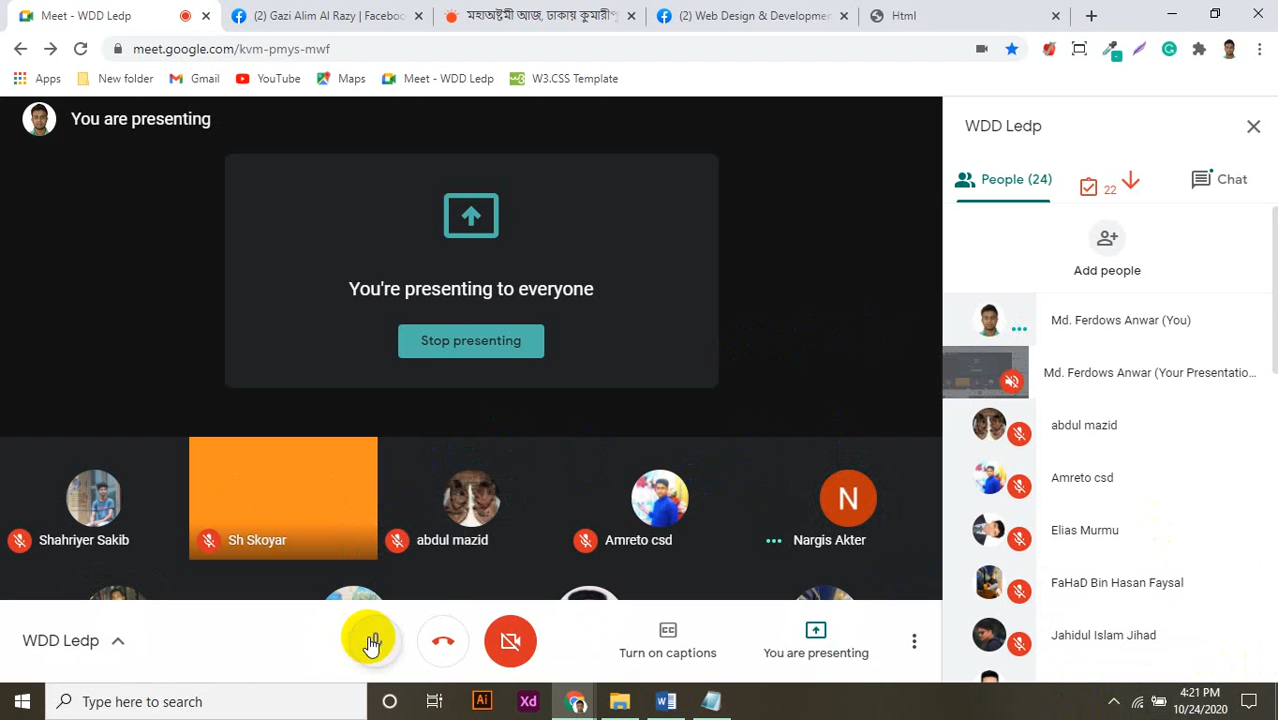 Meet - WDD Ledp
(2) Gazi Alim Al Razy | Faceboo
মহাঅষ্টমী আজ, ঢাকায় কুমারীপূ
(2) Web Design & Developmen
Html
meet.google.com/kvm-pmys-mwf
Apps
New folder
Gmail
YouTube
Maps
Meet - WDD Ledp
W3.CSS Template
You are presenting
You're presenting to everyone
Stop presenting
Shahriyer Sakib
Sh Skoyar
abdul mazid
Amreto csd
N
Nargis Akter
WDD Ledp
Turn on captions
You are presenting
WDD Ledp
People (24)
22
Chat
Add people
Md. Ferdows Anwar (You)
Md. Ferdows Anwar (Your Presentatio...
abdul mazid
Amreto csd
Elias Murmu
FaHaD Bin Hasan Faysal
Jahidul Islam Jihad
Type here to search
Ai
Xd
4:21 PM
10/24/2020